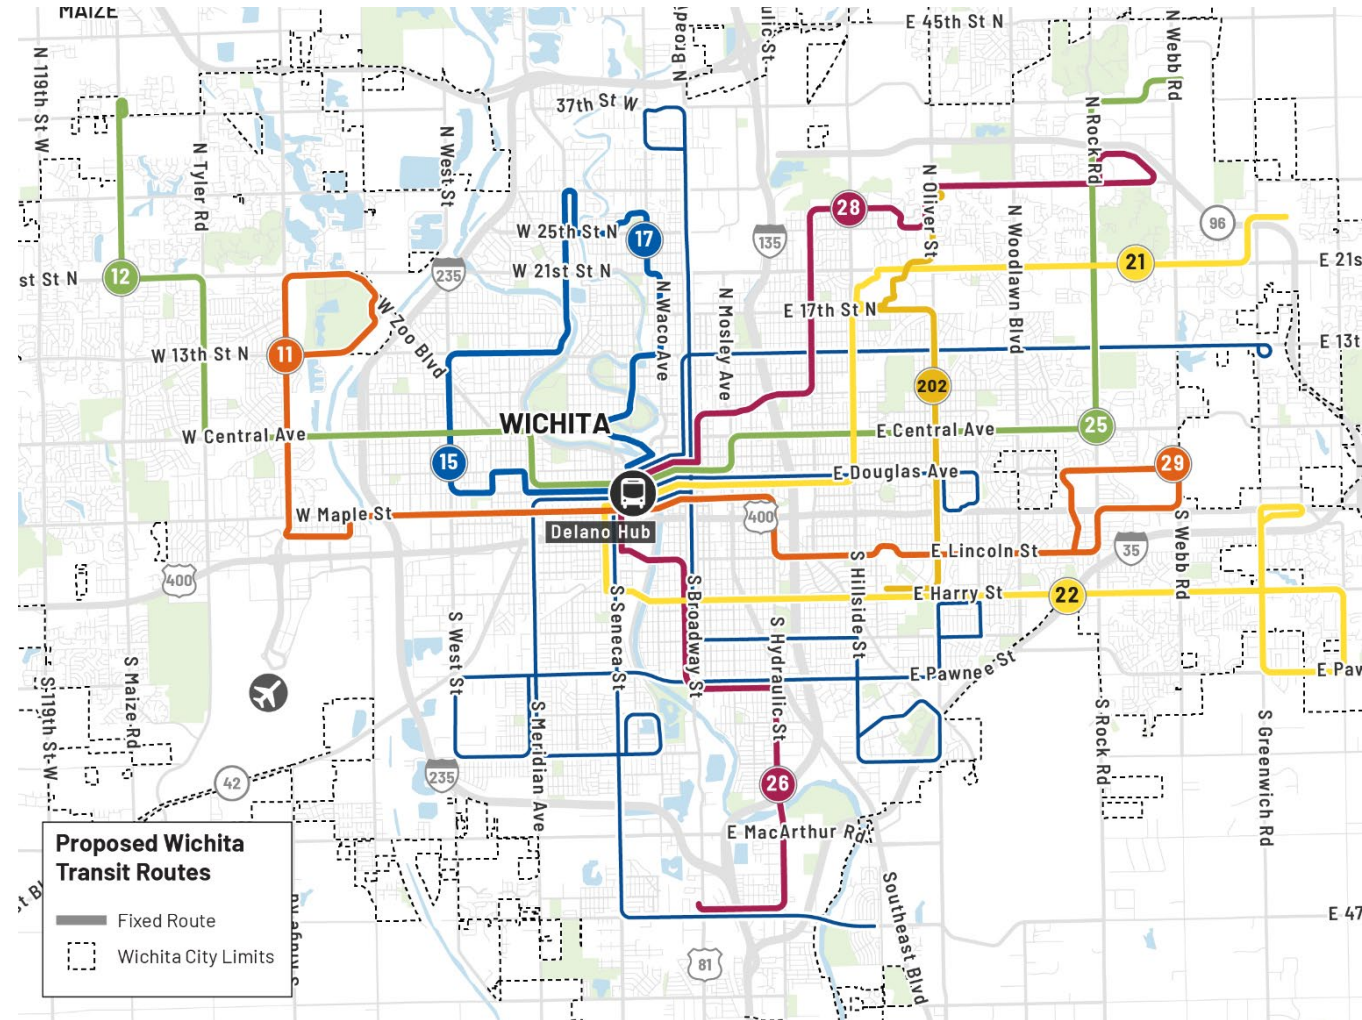 MAIZE
E 45th St N
N 119th St W
N Tyler Rd
N West St
37th St W
N Broad
ulic St
N Webb Rd
N Rock Rd
N Oliver St
N Woodlawn Blvd
28
96
135
W 25th St N
17
W 21st St N
235
st St N
12
21
E 21s
W Zoo Blvd
N Waco Ave
N Mosley Ave
E 17th St N
W 13th St N
11
E 13t
202
WICHITA
W Central Ave
E Central Ave
25
15
E Douglas Ave
29
W Maple St
Delano Hub
400
E Lincoln St
35
S Webb Rd
400
S Hillside St
E Harry St
22
S West St
S Seneca St
S Broadway St
S Hydraulic St
E Pawnee St
E Paw
S 119th St W
S Maize Rd
S Meridian Ave
S Rock Rd
S Greenwich Rd
42
235
26
E MacArthur Rd
Southeast Blvd
E 47
81
Proposed Wichita
Transit Routes
Fixed Route
Wichita City Limits